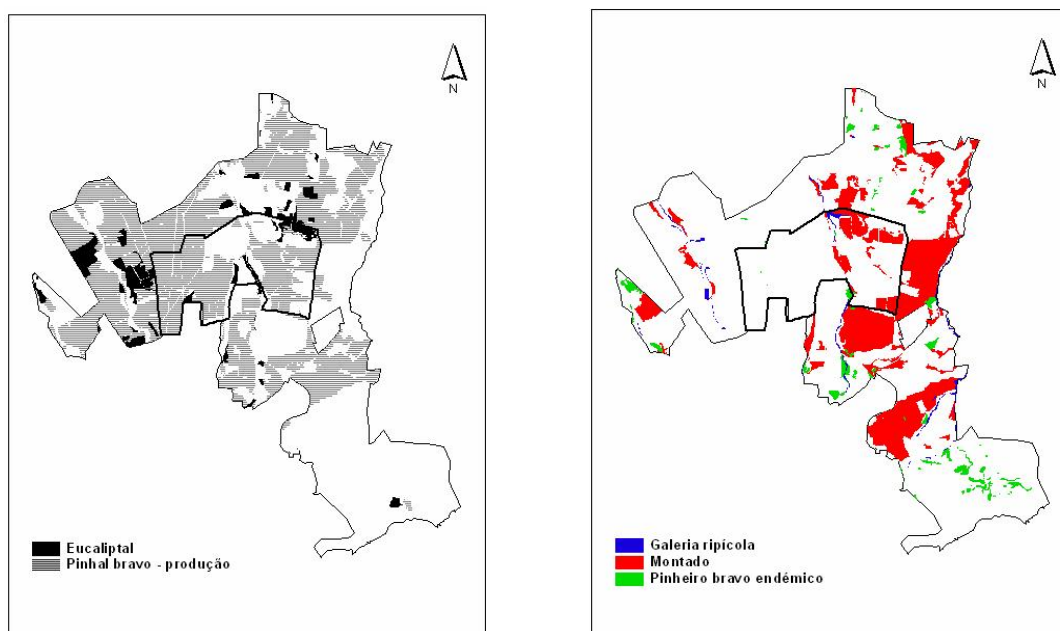 N
Eucaliptal
Pinhal bravo - produção
N
Galeria ripícola
Montado
Pinheiro bravo endémico